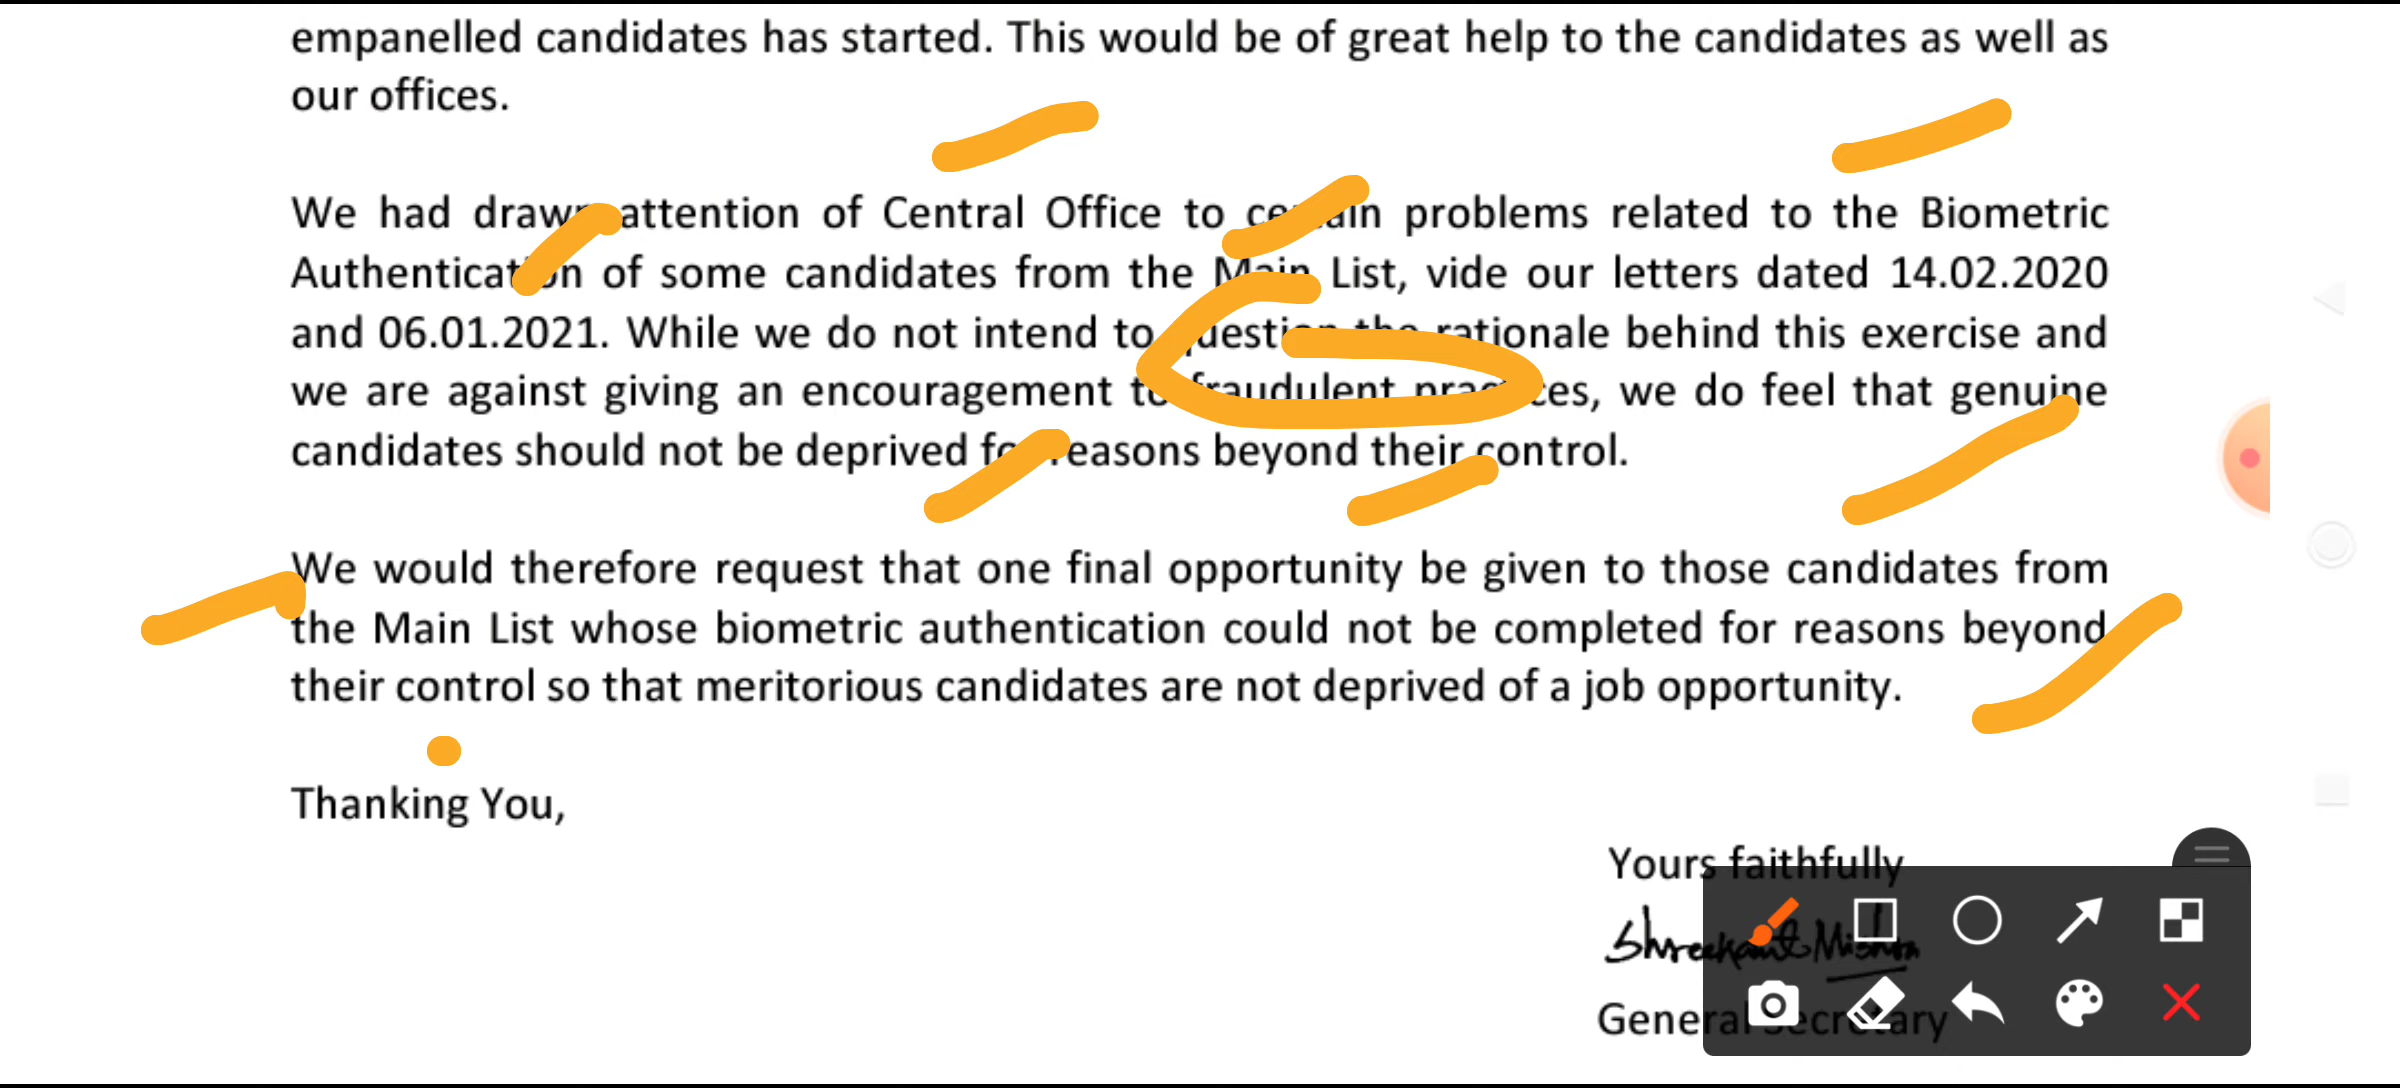 empanelled candidates has started. This would be of great help to the candidates as well as
our offices.
We had drawn attention of Central Office to certain problems related to the Biometric
Authentication of some candidates from the Main List, vide our letters dated 14.02.2020
and 06.01.2021. While we do not intend to question the rationale behind this exercise and
we are against giving an encouragement to fraudulent practices, we do feel that genuine
candidates should not be deprived for reasons beyond their control.
We would therefore request that one final opportunity be given to those candidates from
the Main List whose biometric authentication could not be completed for reasons beyond
their control so that meritorious candidates are not deprived of a job opportunity.
Thanking You,
Yours faithfully
Shreekant Mishra
General Secretary